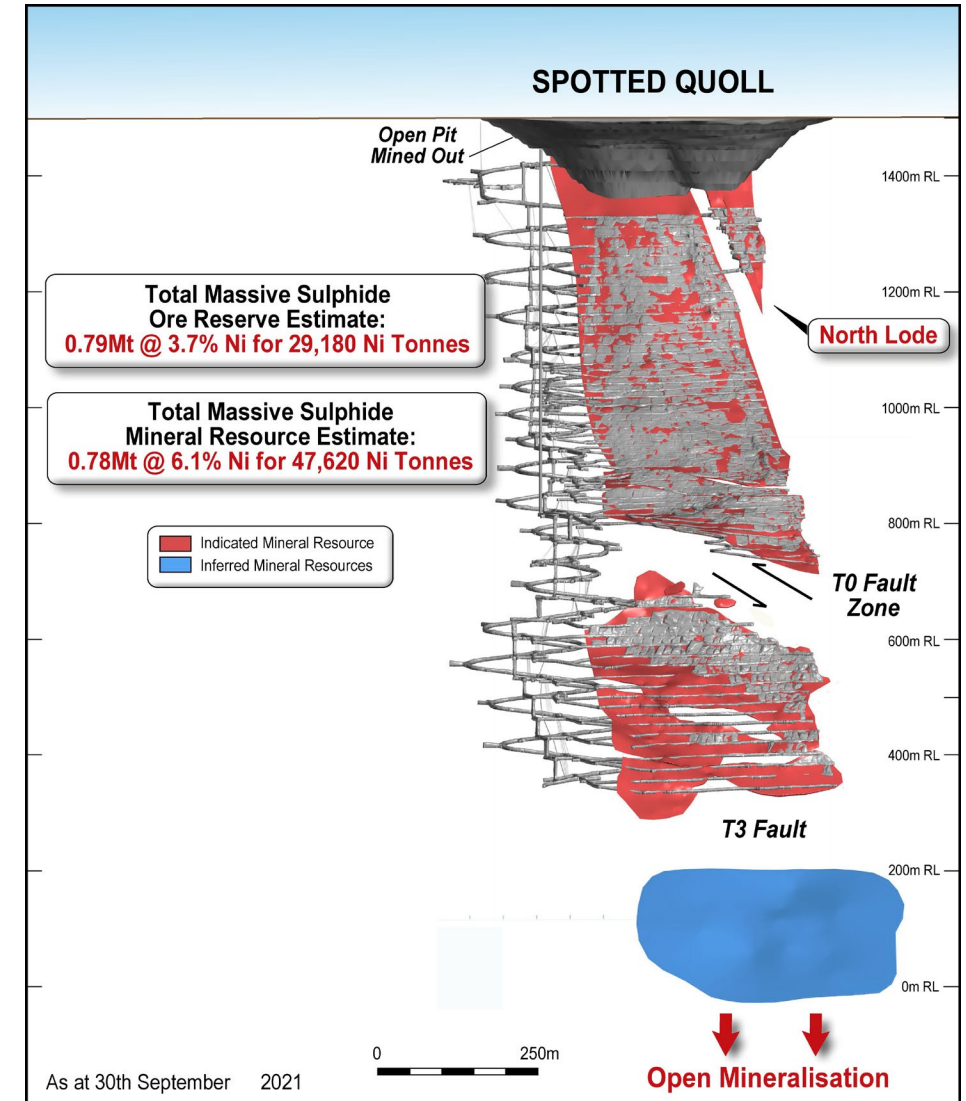 SPOTTED QUOLL
Open Pit
Mined Out
1400m RL
1200m RL
Total Massive Sulphide
Ore Reserve Estimate:
0.79Mt @ 3.7% Ni for 29,180 Ni Tonnes
North Lode
1000m RL
Total Massive Sulphide
Mineral Resource Estimate:
0.78Mt @ 6.1% Ni for 47,620 Ni Tonnes
800m RL
Indicated Mineral Resource
Inferred Mineral Resources
T0 Fault
Zone
600m RL
400m RL
T3 Fault
200m RL
0m RL
0 250m
Open Mineralisation
As at 30th September 2021